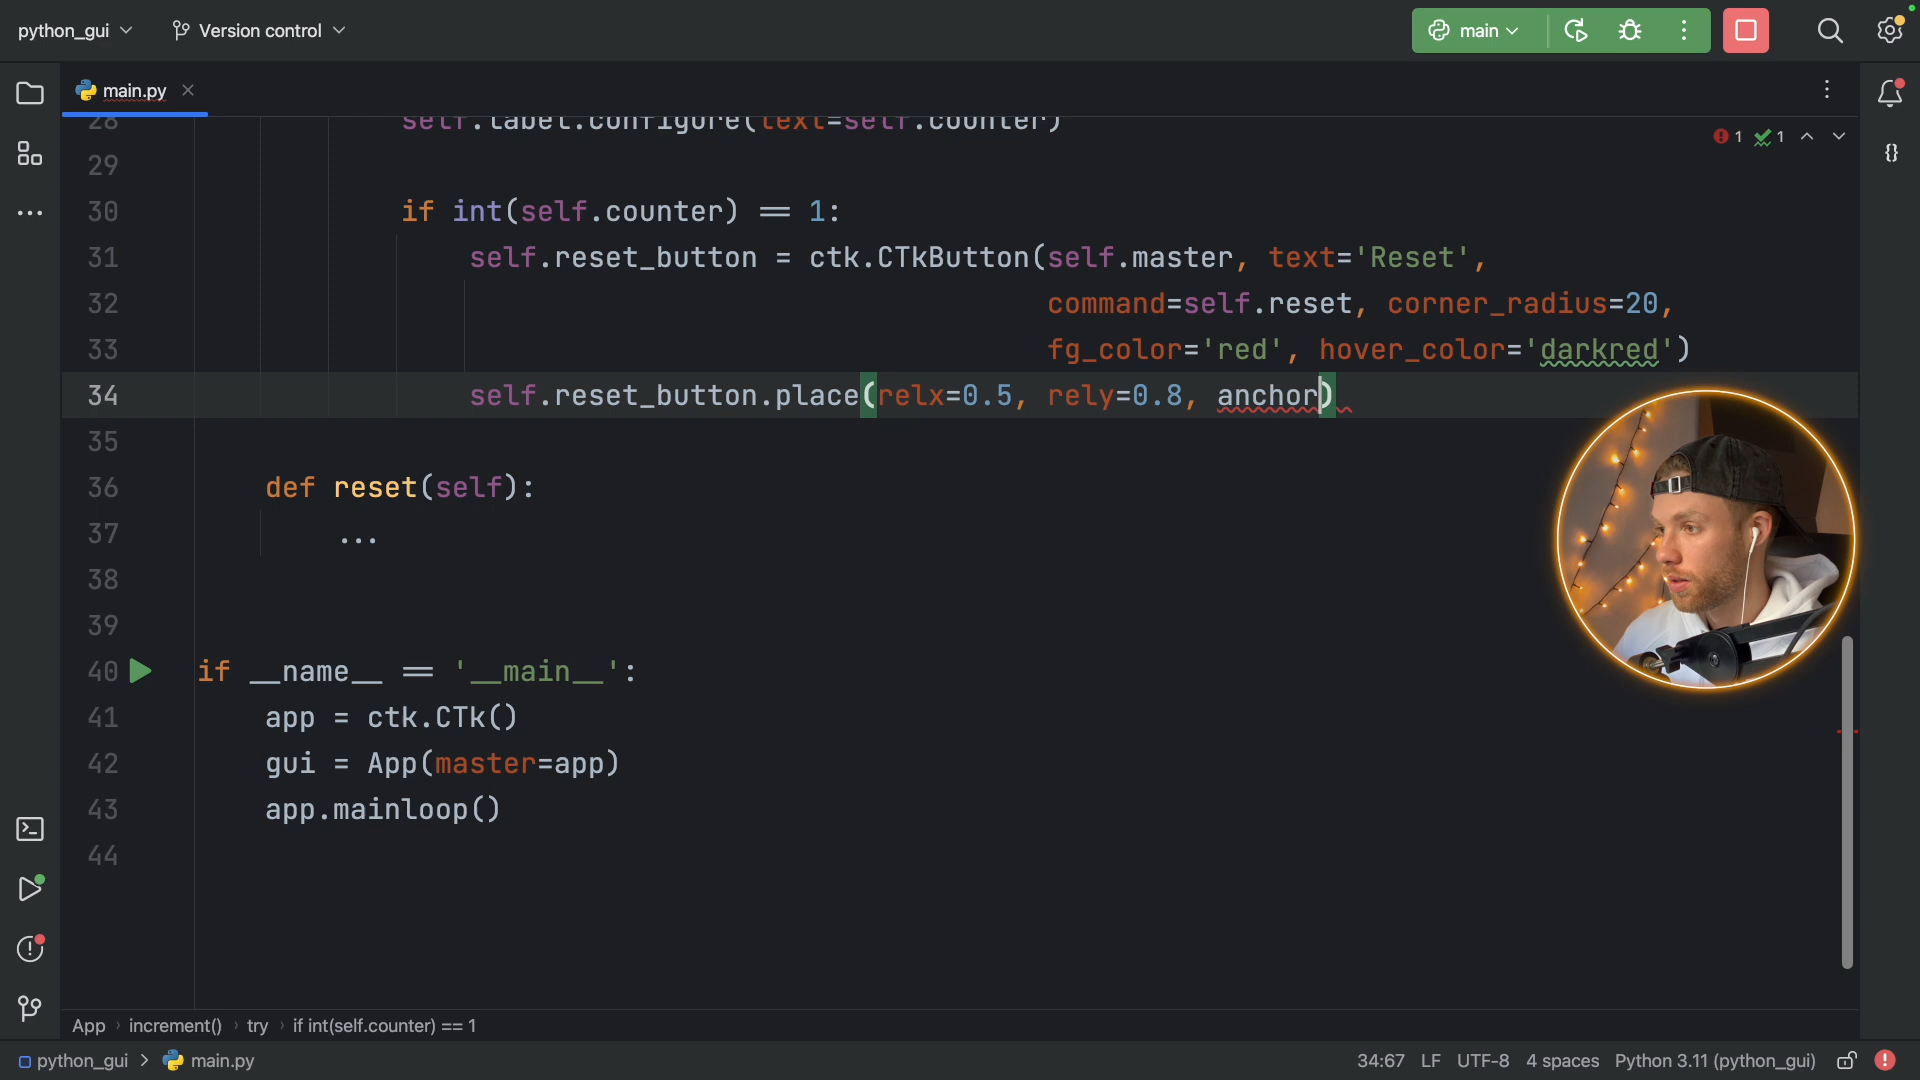 python_gui
Version control
main
main.py
28 self.label.configure(text=self.counter)
1 1
29
30 if int(self.counter) == 1:
31 self.reset_button = ctk.CTkButton(self.master, text='Reset',
32 command=self.reset, corner_radius=20,
33 fg_color='red', hover_color='darkred')
34 self.reset_button.place(relx=0.5, rely=0.8, anchor)
35
36 def reset(self):
37 ...
38
39
40 if __name__ == '__main__':
41 app = ctk.CTk()
42 gui = App(master=app)
43 app.mainloop()
44
App › increment() › try › if int(self.counter) == 1
python_gui > main.py 34:67 LF UTF-8 4 spaces Python 3.11 (python_gui)